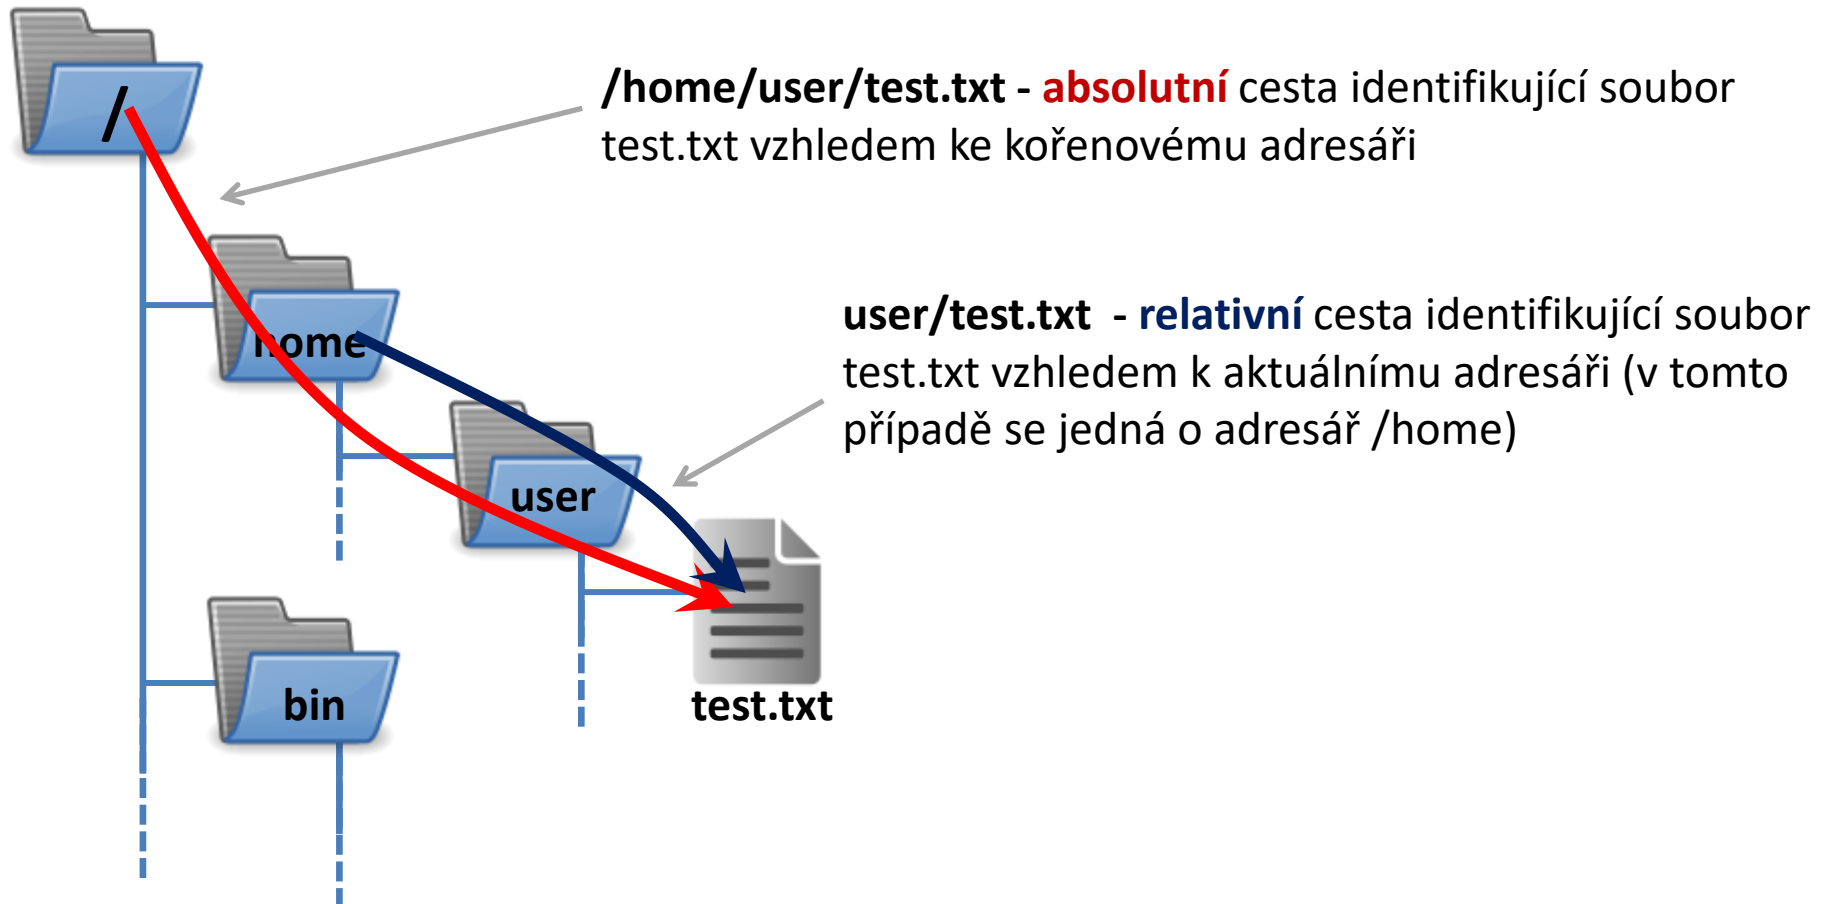 /
/home/user/test.txt - absolutní cesta identifikující soubor
test.txt vzhledem ke kořenovému adresáři
home
user/test.txt  - relativní cesta identifikující soubor
test.txt vzhledem k aktuálnímu adresáři (v tomto
případě se jedná o adresář /home)
user
bin
test.txt